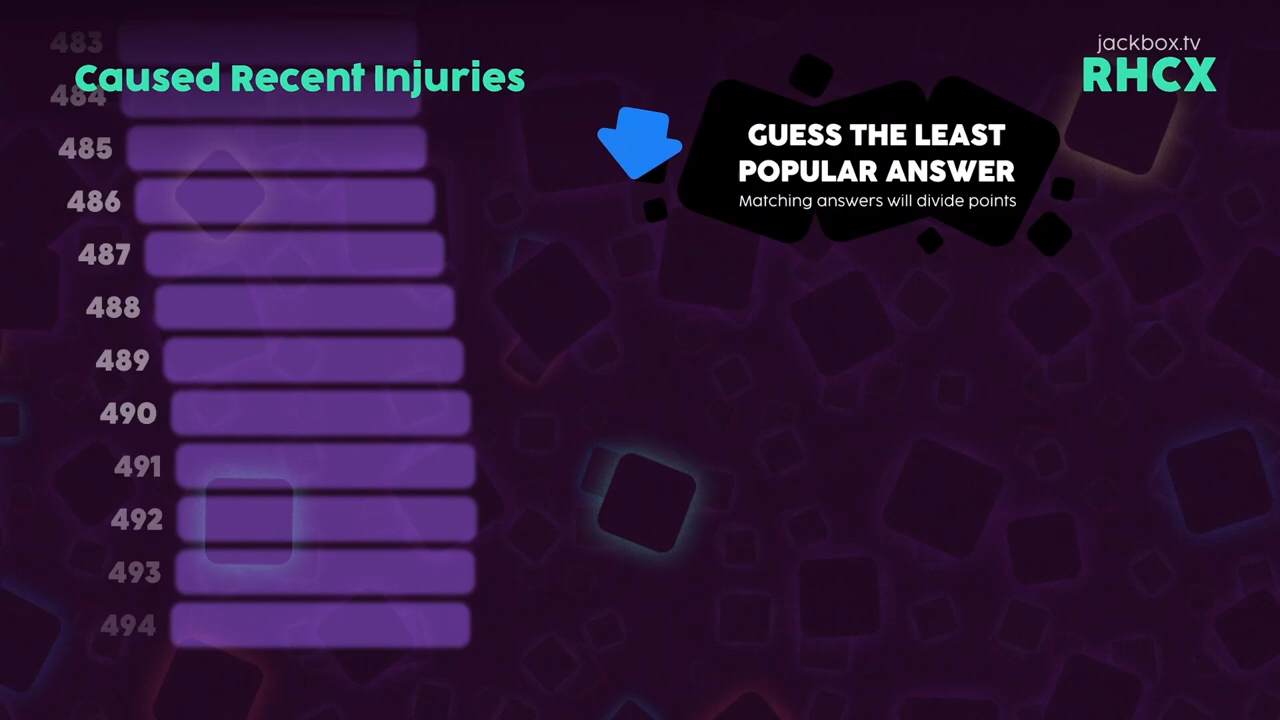 483
Caused Recent Injuries
484
485
486
487
488
489
490
491
492
493
494
jackbox.tv
RHCX
GUESS THE LEAST
POPULAR ANSWER
Matching answers will divide points